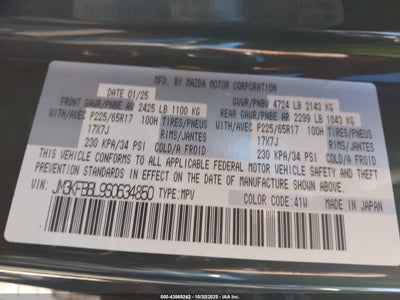 MFD. BY MAZDA MOTOR CORPORATION
DATE 01/25 GVWR/PNBV 4724 LB 2143 KG
FRONT GAWR/PNBE AV 2425 LB 1100 KG REAR GAWR/PNBE AR 2299 LB 1043 KG
WITH/AVEC P225/65R17 100H TIRES/PNEUS WITH/AVEC P225/65R17 100H TIRES/PNEUS
17X7J RIMS/JANTES 17X7J RIMS/JANTES
230 KPA/34 PSI COLD/A FROID 230 KPA/34 PSI COLD/A FROID
THIS VEHICLE CONFORMS TO ALL APPLICABLE FEDERAL MOTOR VEHICLE SAFETY AND THEFT
PREVENTION STANDARDS IN EFFECT ON THE DATE OF MANUFACTURE SHOWN ABOVE.
VIN: JM3KFBBL9S0634850 TYPE: MPV
COLOR CODE: 41W MADE IN JAPAN
000-43569242 - 10/30/2025 - IAA, Inc.